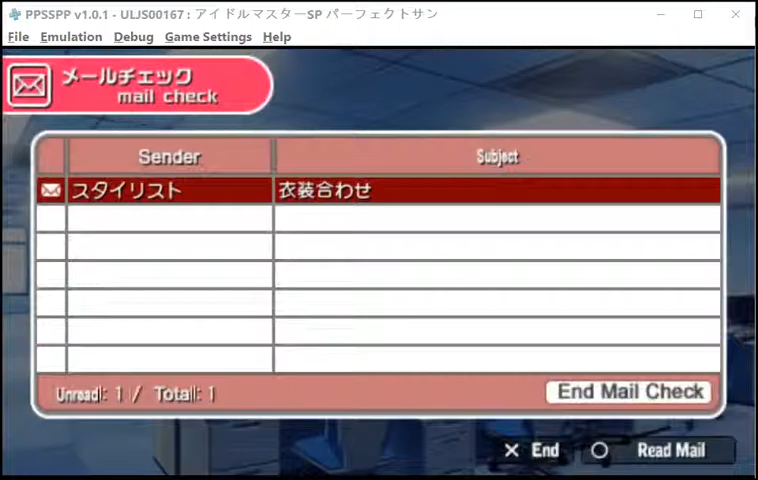 PPSSPP v1.0.1 - ULJS00167 : アイドルマスターSP パーフェクトサン
File Emulation Debug Game Settings Help
メールチェック
mail check
Sender Subject
スタイリスト 衣装合わせ
Unread: 1 / Total: 1 End Mail Check
× End ○ Read Mail